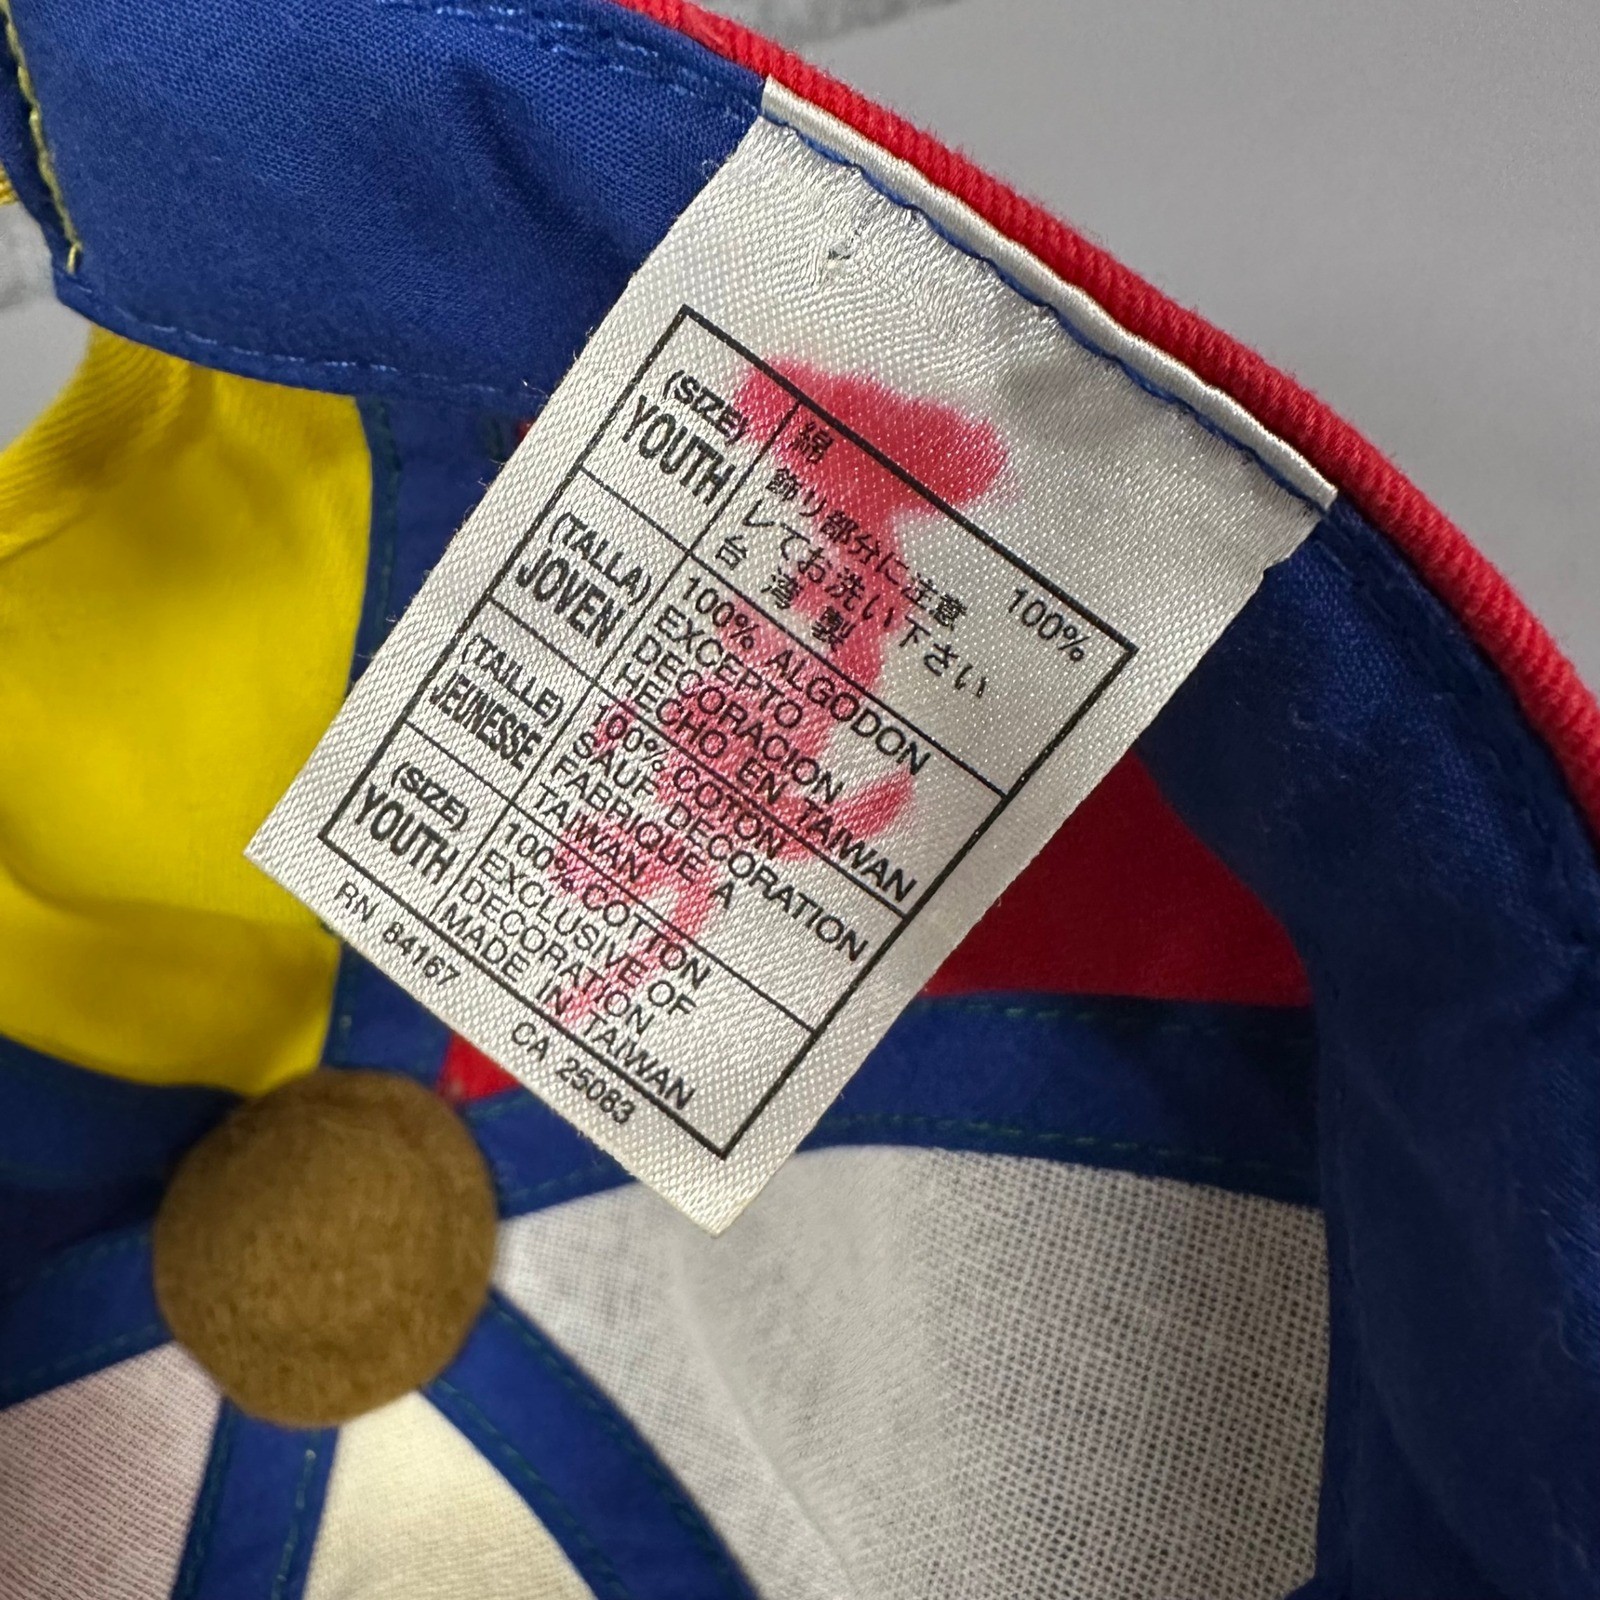 (SIZE)
YOUTH
綿 100%
飾り部分に注意
レてお洗い下さい
台 湾 製
(TALLA)
JOVEN
100% ALGODON
EXCEPTO
DECORACION
HECHO EN TAIWAN
(TAILLE)
JEUNESSE
100% COTON
SAUF DECORATION
FABRIQUE A
TAIWAN
(SIZE)
YOUTH
100% COTTON
EXCLUSIVE OF
DECORATION
MADE IN TAIWAN
RN 84167 CA 25083